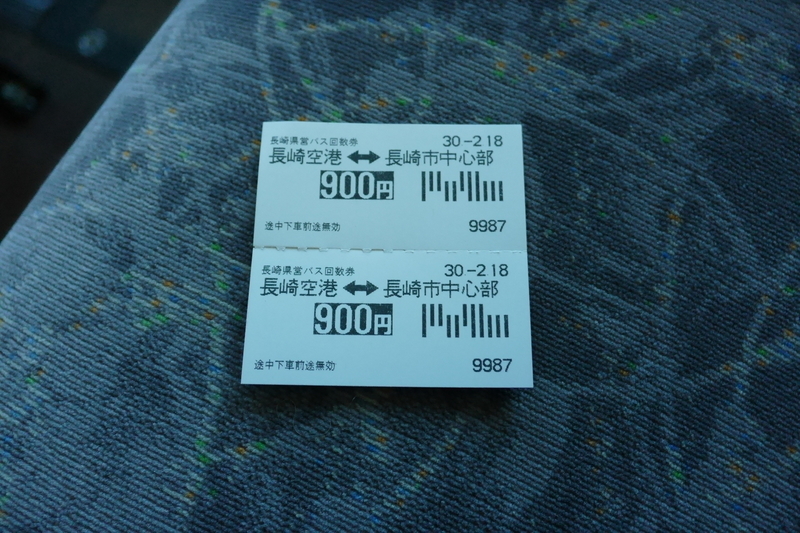 長崎県営バス回数券 30-218
長崎空港⬌長崎市中心部
900円
途中下車前途無効 9987
長崎県営バス回数券 30-218
長崎空港⬌長崎市中心部
900円
途中下車前途無効 9987